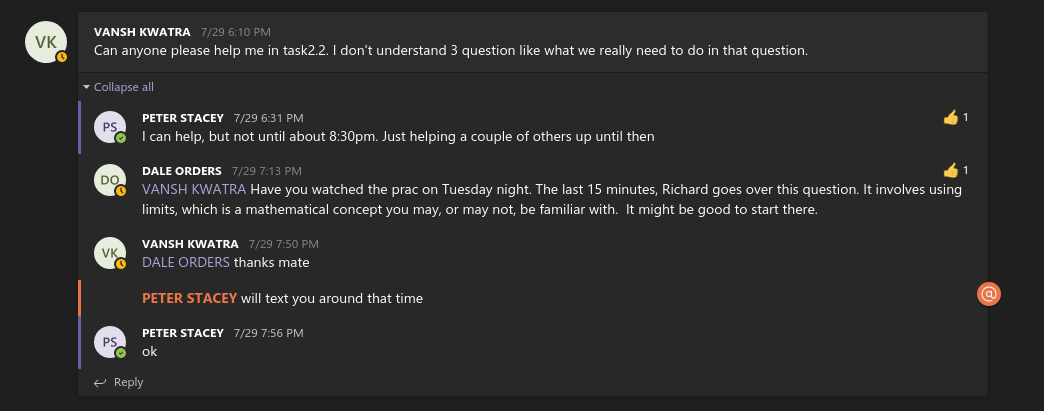 VK
VANSH KWATRA 7/29 6:10 PM
Can anyone please help me in task2.2. I don't understand 3 question like what we really need to do in that question.
Collapse all
PS
PETER STACEY 7/29 6:31 PM
👍 1
I can help, but not until about 8:30pm. Just helping a couple of others up until then
DO
DALE ORDERS 7/29 7:13 PM
👍 1
VANSH KWATRA Have you watched the prac on Tuesday night. The last 15 minutes, Richard goes over this question. It involves using
limits, which is a mathematical concept you may, or may not, be familiar with. It might be good to start there.
VK
VANSH KWATRA 7/29 7:50 PM
DALE ORDERS thanks mate
PETER STACEY will text you around that time
@
PS
PETER STACEY 7/29 7:56 PM
ok
Reply